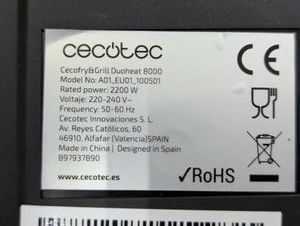 cecotec
Cecofry&Grill Duoheat 8000
Model No: A01_EU01_100501
Rated power: 2200 W
Voltaje: 220-240 V~
Frequency: 50-60 Hz
Cecotec Innovaciones S. L.
Av. Reyes Católicos, 60
46910, Alfafar (Valencia)SPAIN
Made in China | Designed in Spain
B97937890
www.cecotec.es
CE
✓RoHS